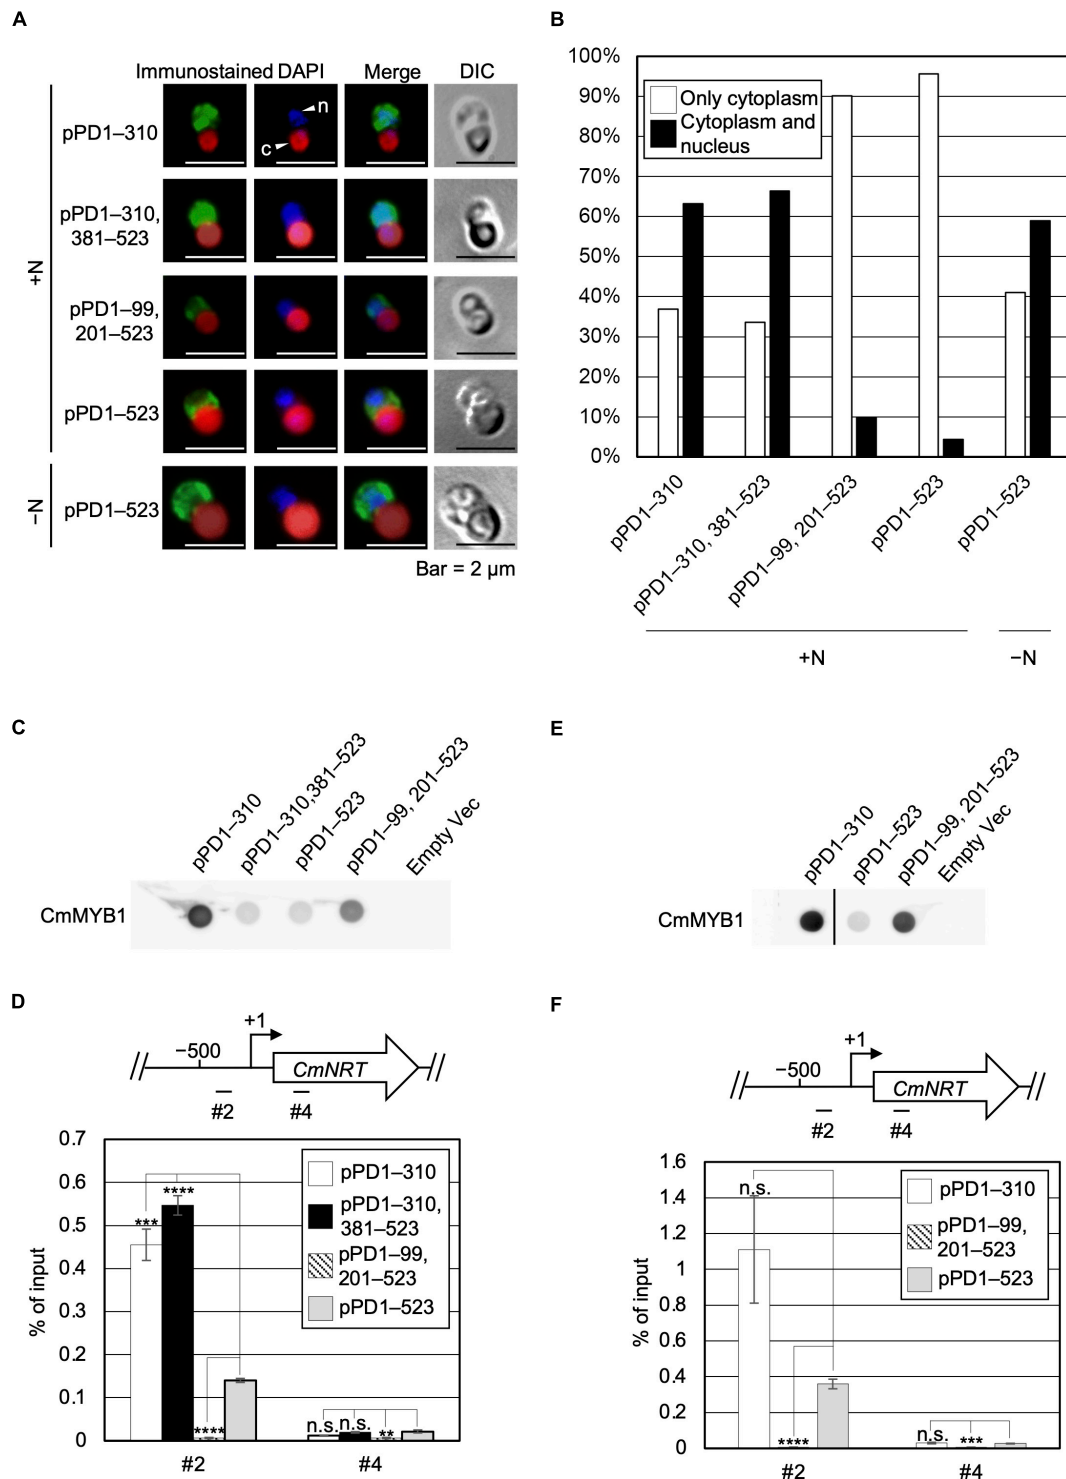 A
Immunostained DAPI Merge DIC
+N
pPD1–310
n
c
pPD1–310,
381–523
pPD1–99,
201–523
pPD1–523
−N
pPD1–523
Bar = 2 μm
B
100%
90%
80%
70%
60%
50%
40%
30%
20%
10%
0%
Only cytoplasm
Cytoplasm and
nucleus
pPD1–310
pPD1–310, 381–523
pPD1–99, 201–523
pPD1–523
pPD1–523
+N
−N
C
pPD1–310
pPD1–310,381–523
pPD1–523
pPD1–99, 201–523
Empty Vec
CmMYB1
E
pPD1–310
pPD1–523
pPD1–99, 201–523
Empty Vec
CmMYB1
D
+1
−500
CmNRT
#2
#4
0.7
0.6
0.5
0.4
0.3
0.2
0.1
0
% of input
pPD1–310
pPD1–310,
381–523
pPD1–99,
201–523
pPD1–523
***
****
****
n.s.
n.s.
**
#2
#4
F
+1
−500
CmNRT
#2
#4
1.6
1.4
1.2
1
0.8
0.6
0.4
0.2
0
% of input
pPD1–310
pPD1–99,
201–523
pPD1–523
n.s.
****
n.s.
***
#2
#4